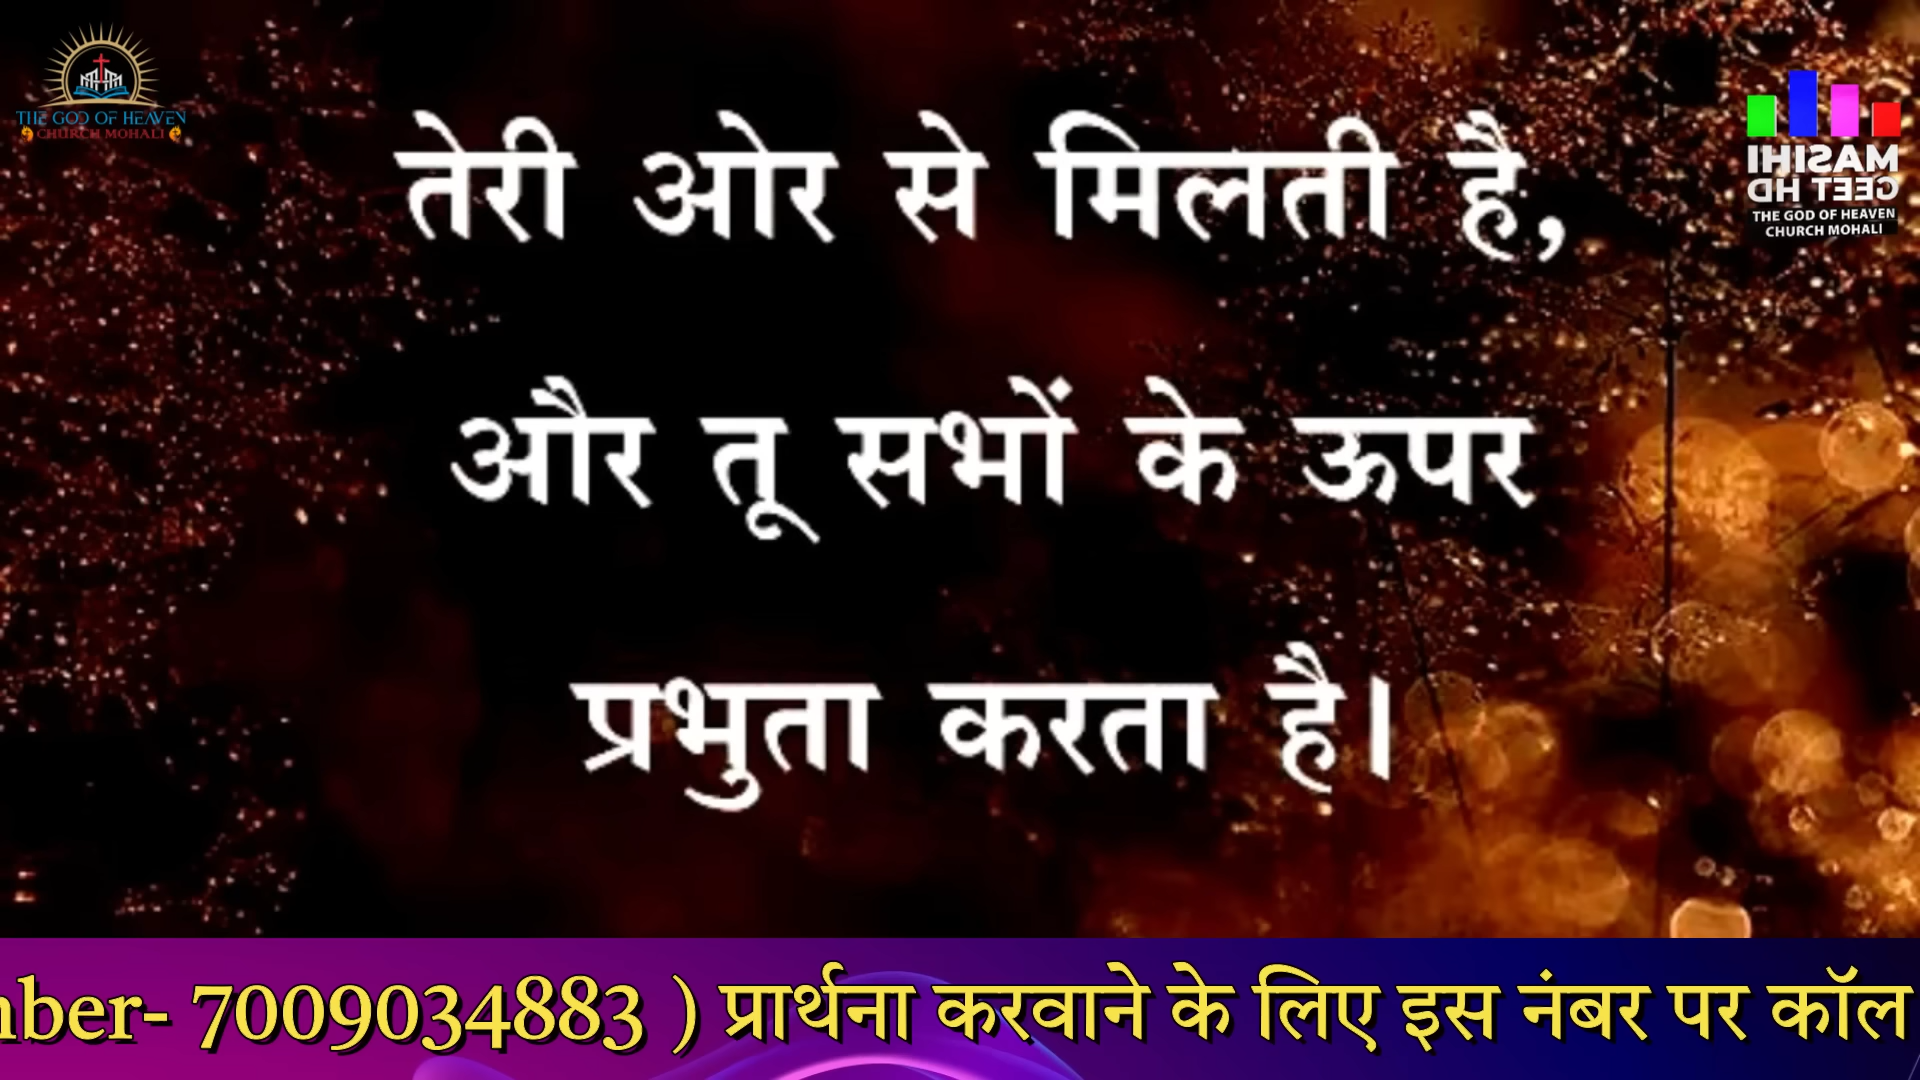 THE GOD OF HEAVEN
CHURCH MOHALI
MASIHI
GEET HD
THE GOD OF HEAVEN
CHURCH MOHALI
तेरी ओर से मिलती है,
और तू सभों के ऊपर
प्रभुता करता है।
mber- 7009034883 ) प्रार्थना करवाने के लिए इस नंबर पर कॉल